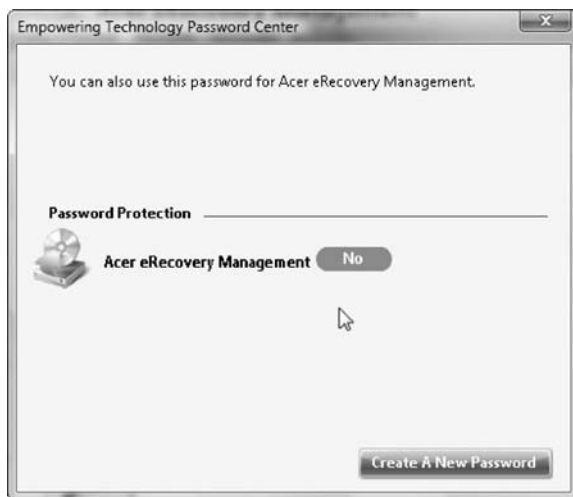 Empowering Technology Password Center
You can also use this password for Acer eRecovery Management.
Password Protection
Acer eRecovery Management No
Create A New Password